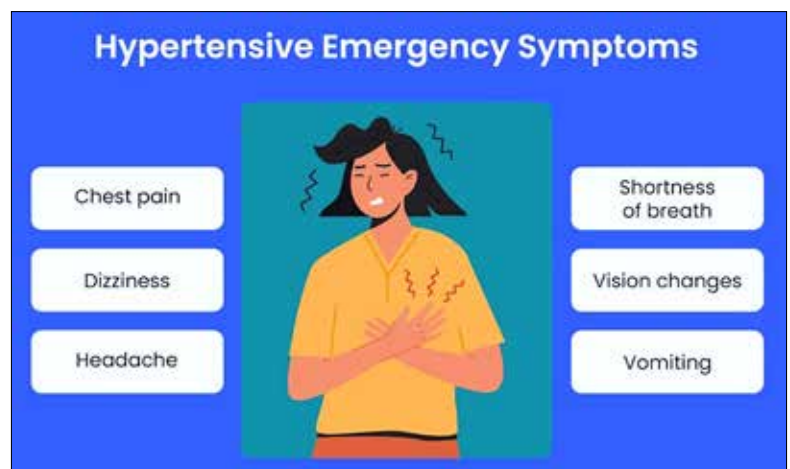 Hypertensive Emergency Symptoms
Chest pain
Dizziness
Headache
Shortness
of breath
Vision changes
Vomiting